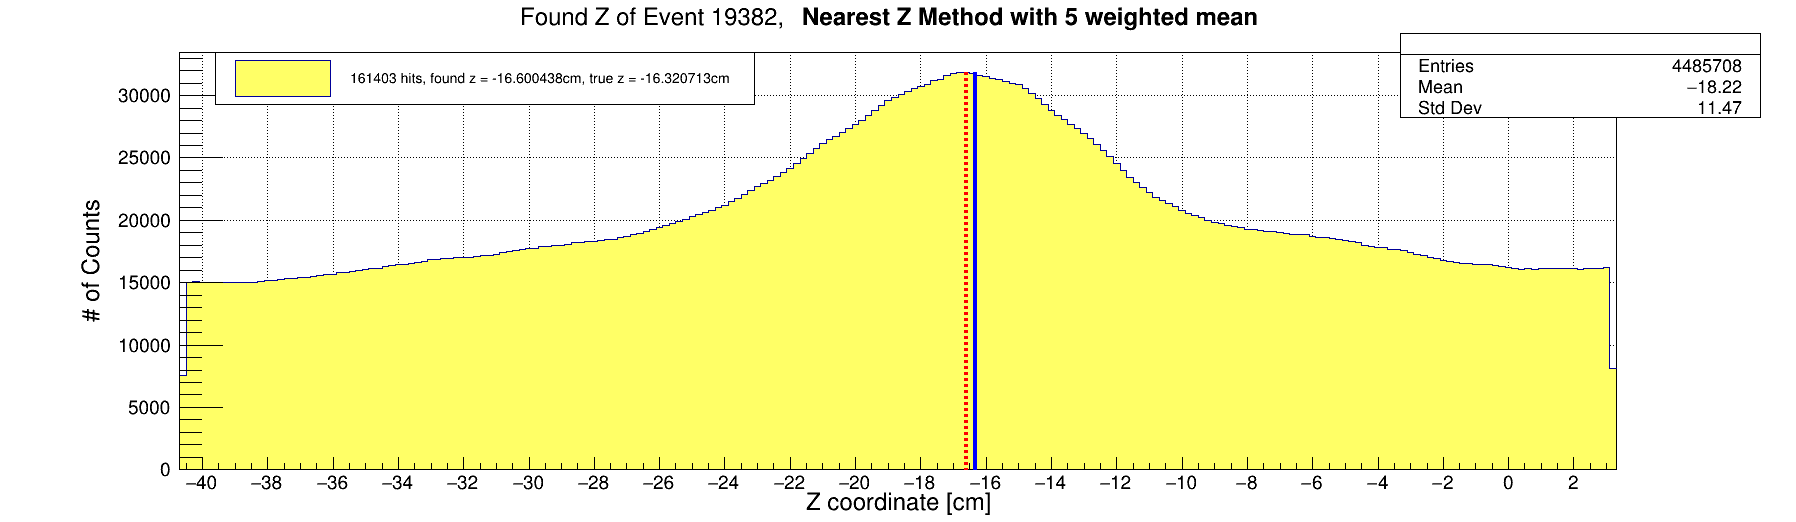 Found Z of Event 19382, Nearest Z Method with 5 weighted mean
161403 hits, found z = -16.600438cm, true z = -16.320713cm
Entries 4485708
Mean −18.22
Std Dev 11.47
# of Counts
30000
25000
20000
15000
10000
5000
0
−40 −38 −36 −34 −32 −30 −28 −26 −24 −22 −20 −18 −16 −14 −12 −10 −8 −6 −4 −2 0 2
Z coordinate [cm]